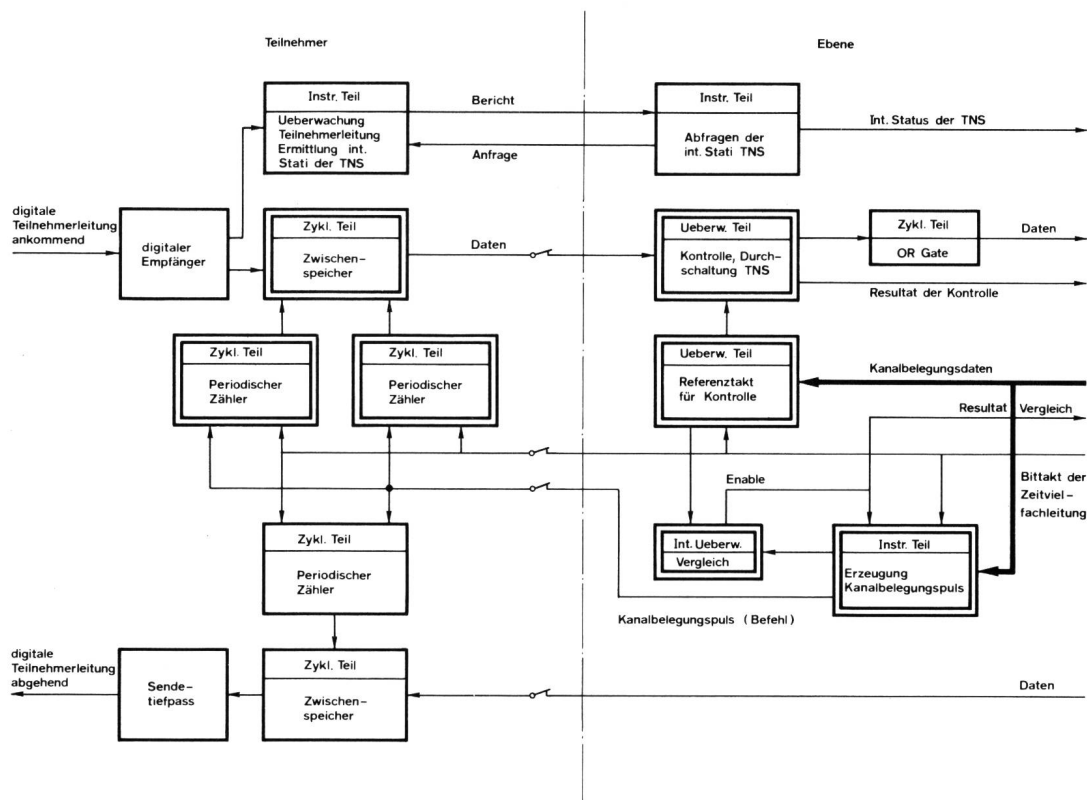 Teilnehmer
Ebene
Instr. Teil
Ueberwachung
Teilnehmerleitung
Ermittlung int.
Stati der TNS
Bericht
Anfrage
Instr. Teil
Abfragen der
int. Stati TNS
Int. Status der TNS
digitale
Teilnehmerleitung
ankommend
digitaler
Empfänger
Zykl. Teil
Zwischen-
speicher
Daten
Ueberw. Teil
Kontrolle, Durch-
schaltung TNS
Zykl. Teil
OR Gate
Daten
Resultat der Kontrolle
Zykl. Teil
Periodischer
Zähler
Zykl. Teil
Periodischer
Zähler
Ueberw. Teil
Referenztakt
für Kontrolle
Kanalbelegungsdaten
Resultat Vergleich
Enable
Bittakt der
Zeitviel-
fachleitung
Zykl. Teil
Periodischer
Zähler
Int. Ueberw.
Vergleich
Instr. Teil
Erzeugung
Kanalbelegungspuls
Kanalbelegungspuls (Befehl)
digitale
Teilnehmerleitung
abgehend
Sende-
tiefpass
Zykl. Teil
Zwischen-
speicher
Daten